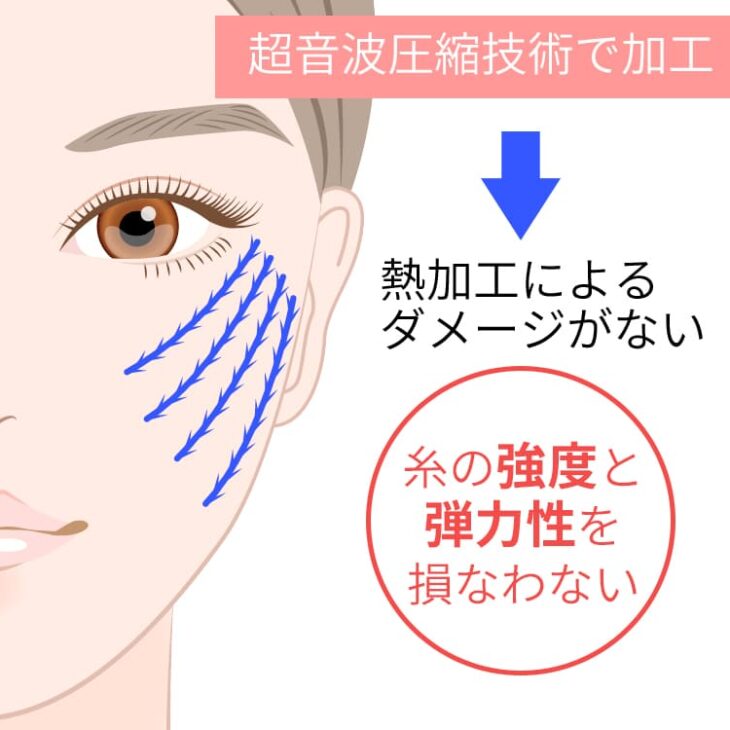 超音波圧縮技術で加工
熱加工による
ダメージがない
糸の強度と
弾力性を
損なわない